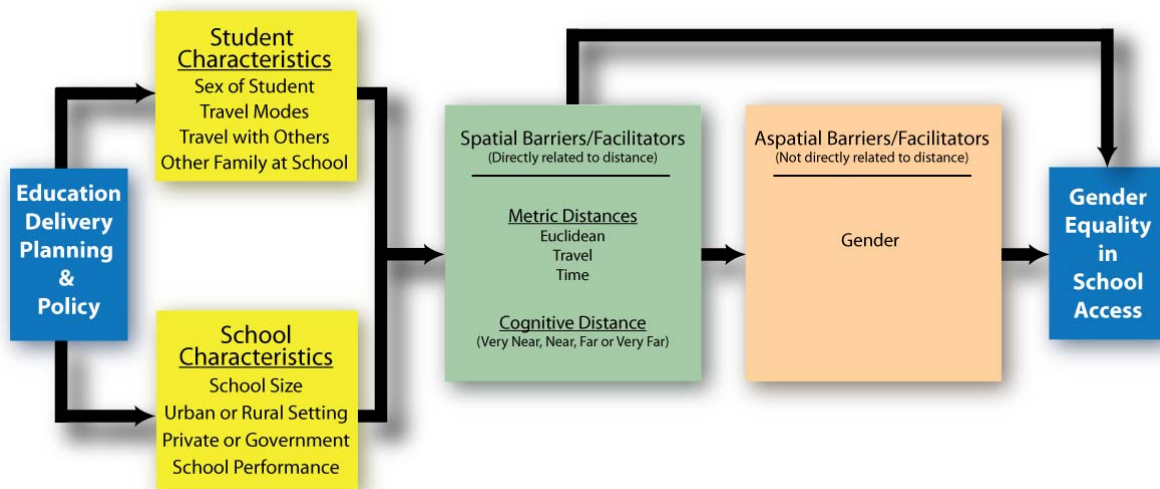 Education
Delivery
Planning
&
Policy
Student
Characteristics
Sex of Student
Travel Modes
Travel with Others
Other Family at School
School
Characteristics
School Size
Urban or Rural Setting
Private or Government
School Performance
Spatial Barriers/Facilitators
(Directly related to distance)
Metric Distances
Euclidean
Travel
Time
Cognitive Distance
(Very Near, Near, Far or Very Far)
Aspatial Barriers/Facilitators
(Not directly related to distance)
Gender
Gender
Equality
in
School
Access